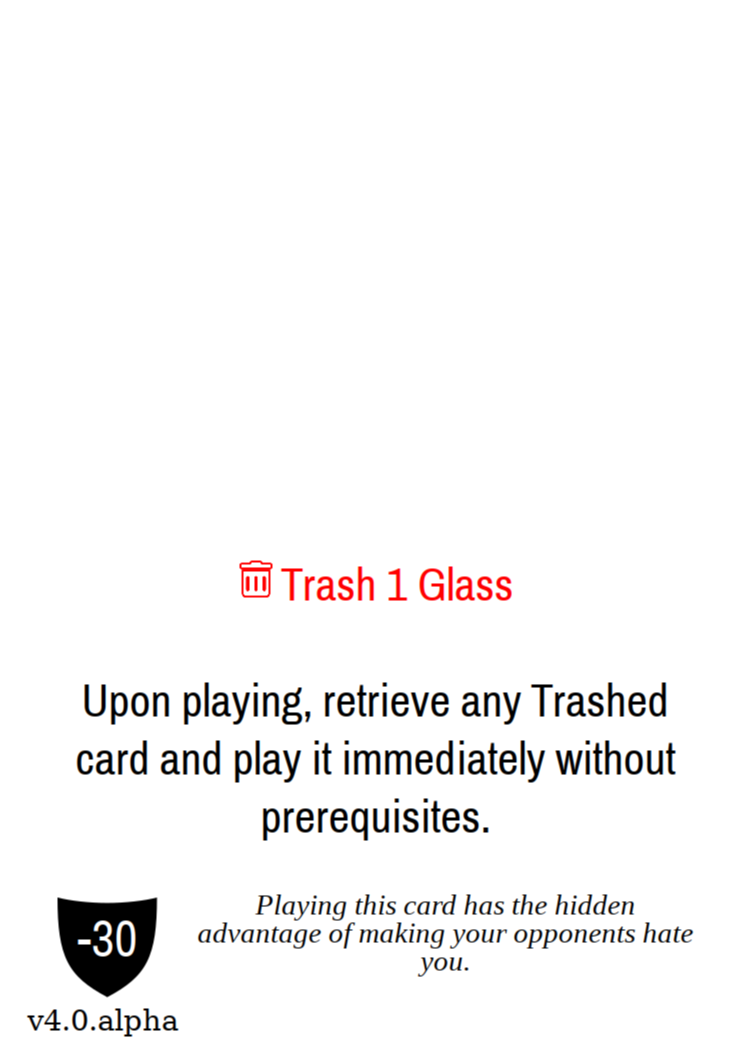 Trash 1 Glass
Upon playing, retrieve any Trashed
card and play it immediately without
prerequisites.
-30
Playing this card has the hidden
advantage of making your opponents hate
you.
v4.0.alpha